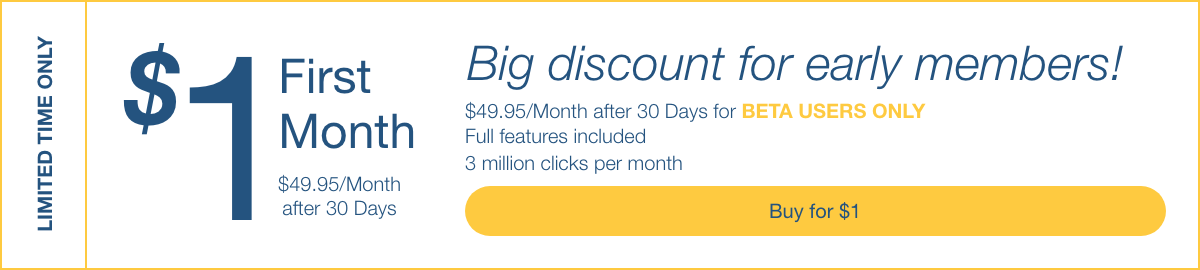 LIMITED TIME ONLY
$1
First
Month
$49.95/Month
after 30 Days
Big discount for early members!
$49.95/Month after 30 Days for BETA USERS ONLY
Full features included
3 million clicks per month
Buy for $1